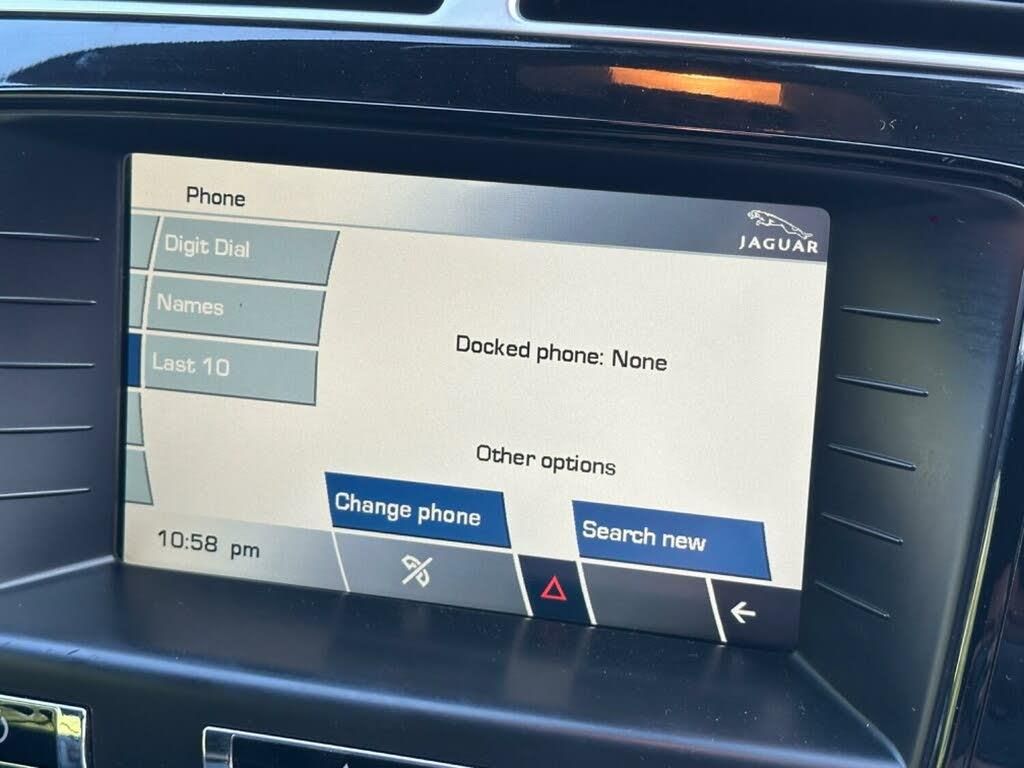 Phone
JAGUAR
Digit Dial
Names
Last 10
Docked phone: None
Other options
Change phone
Search new
10:58 pm